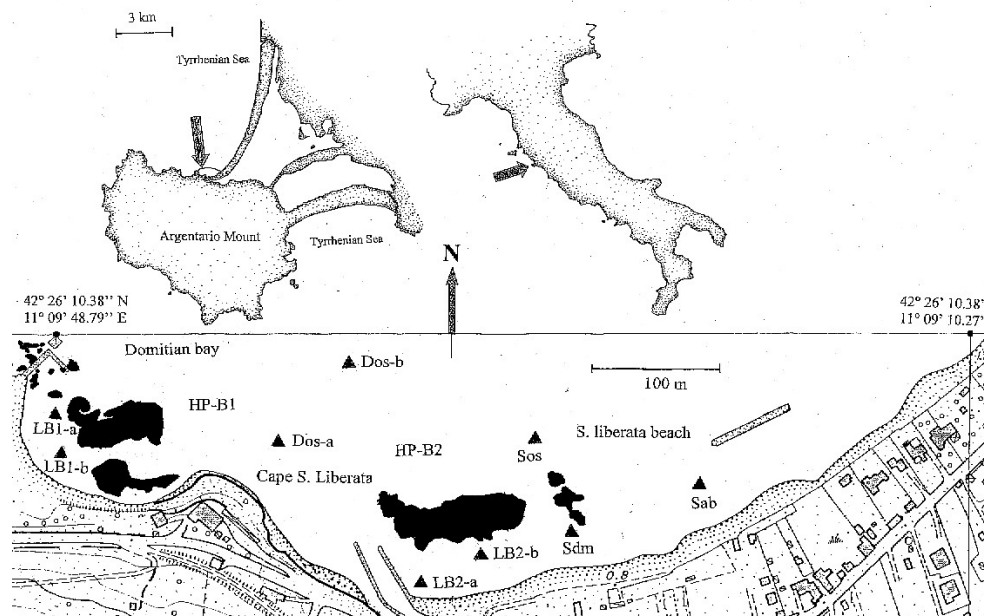 3 km
Tyrrhenian Sea
Argentario Mount
Tyrrhenian Sea
N
42° 26' 10.38'' N
11° 09' 48.79'' E
42° 26' 10.38''
11° 09' 10.27''
Domitian bay
Dos-b
100 m
HP-B1
LB1-a
Dos-a
HP-B2
S. liberata beach
Sos
LB1-b
Cape S. Liberata
Sab
Sdm
LB2-b
LB2-a
0.8